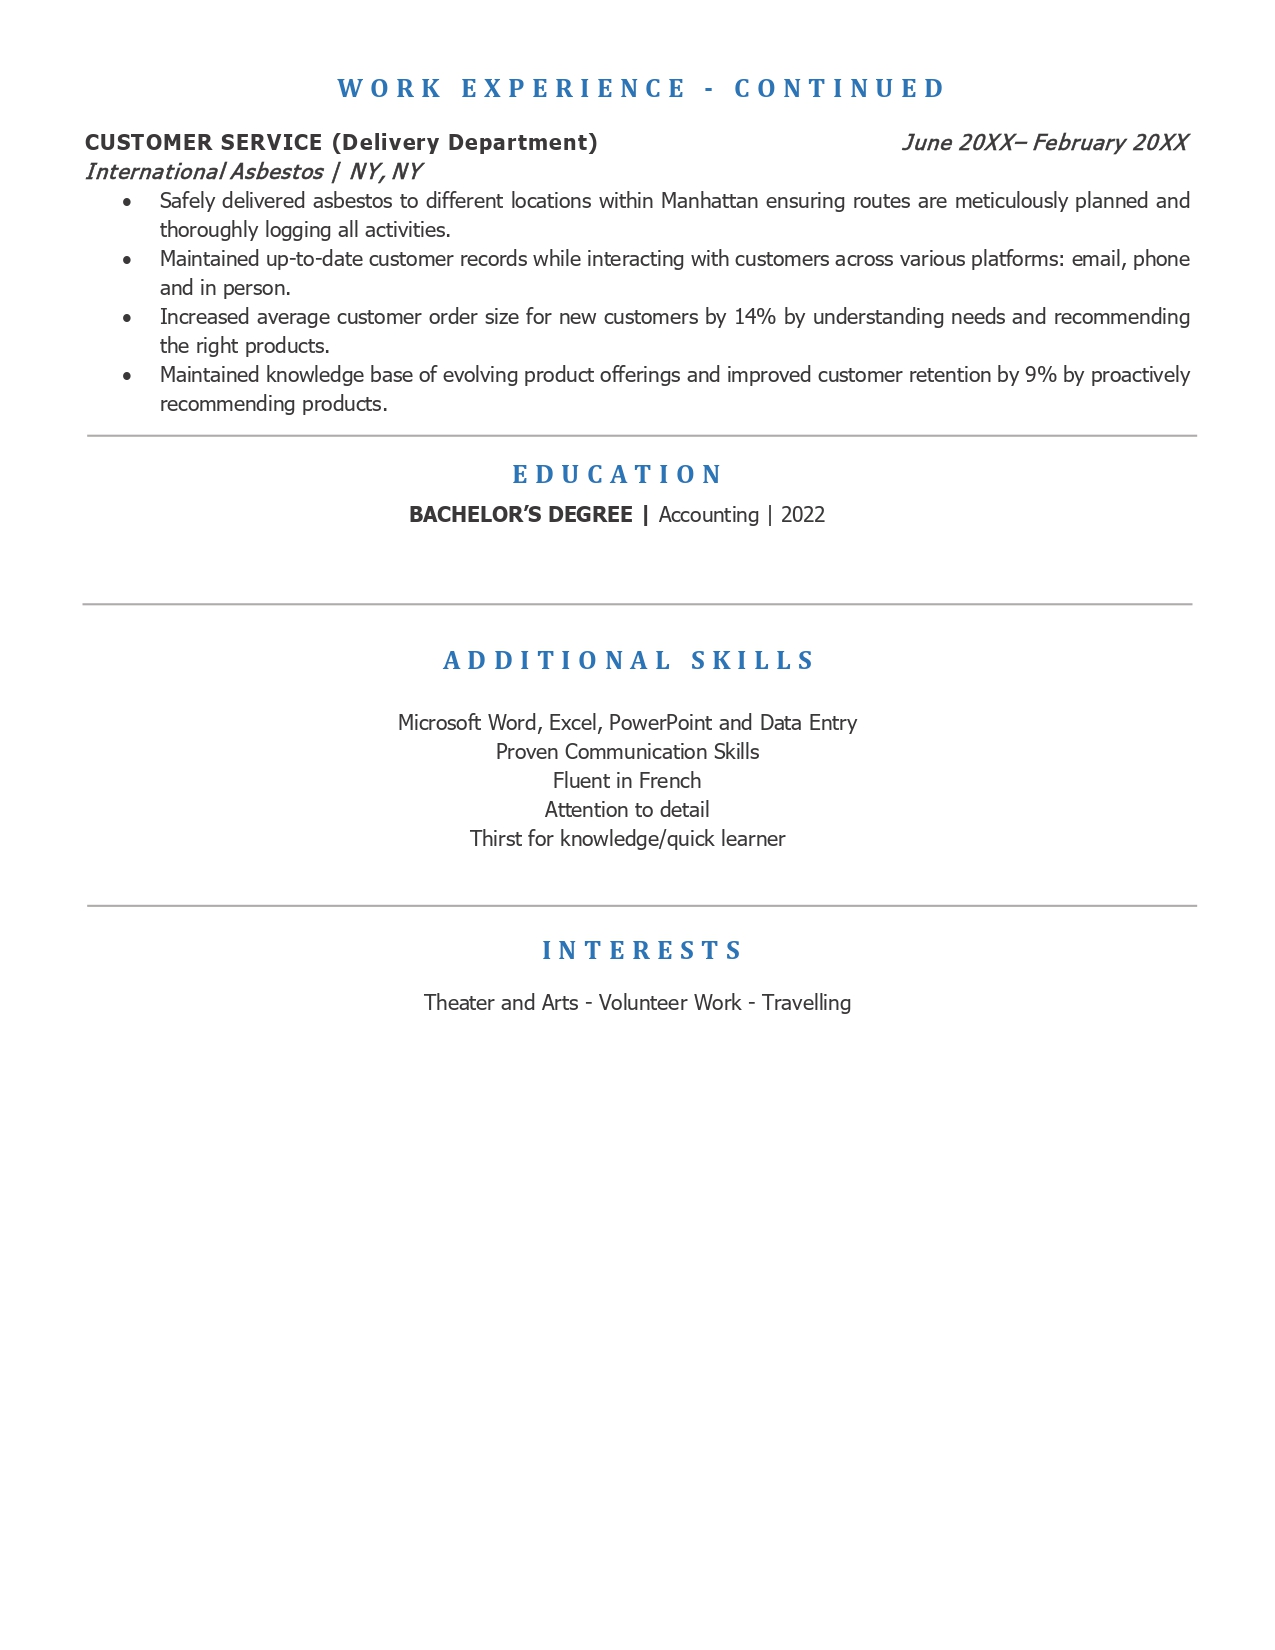 WORK EXPERIENCE - CONTINUED
CUSTOMER SERVICE (Delivery Department) June 20XX– February 20XX
International Asbestos | NY, NY
• Safely delivered asbestos to different locations within Manhattan ensuring routes are meticulously planned and
thoroughly logging all activities.
• Maintained up-to-date customer records while interacting with customers across various platforms: email, phone
and in person.
• Increased average customer order size for new customers by 14% by understanding needs and recommending
the right products.
• Maintained knowledge base of evolving product offerings and improved customer retention by 9% by proactively
recommending products.
EDUCATION
BACHELOR’S DEGREE | Accounting | 2022
ADDITIONAL SKILLS
Microsoft Word, Excel, PowerPoint and Data Entry
Proven Communication Skills
Fluent in French
Attention to detail
Thirst for knowledge/quick learner
INTERESTS
Theater and Arts - Volunteer Work - Travelling